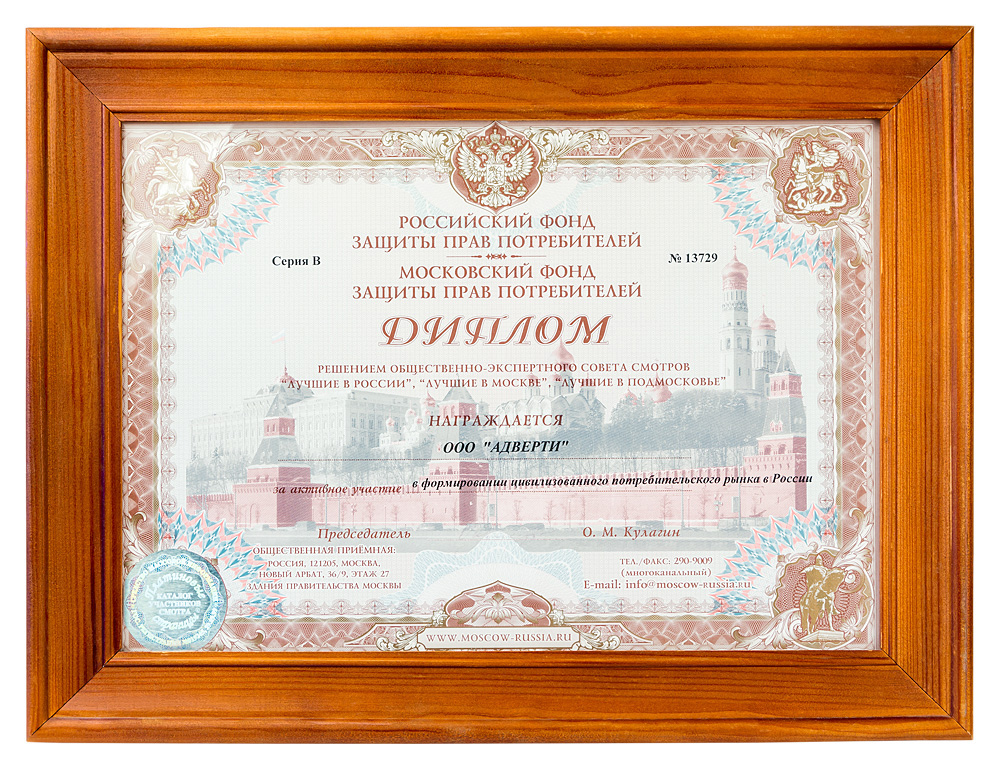 РОССИЙСКИЙ ФОНД
ЗАЩИТЫ ПРАВ ПОТРЕБИТЕЛЕЙ
Серия В
№ 13729
МОСКОВСКИЙ ФОНД
ЗАЩИТЫ ПРАВ ПОТРЕБИТЕЛЕЙ
ДИПЛОМ
РЕШЕНИЕМ ОБЩЕСТВЕННО-ЭКСПЕРТНОГО СОВЕТА СМОТРОВ
“ЛУЧШИЕ В РОССИИ”, “ЛУЧШИЕ В МОСКВЕ”, “ЛУЧШИЕ В ПОДМОСКОВЬЕ”
НАГРАЖДАЕТСЯ
ООО "АДВЕРТИ"
за активное участие в формировании цивилизованного потребительского рынка в России
Председатель
О. М. Кулагин
ОБЩЕСТВЕННАЯ ПРИЁМНАЯ:
РОССИЯ, 121205, МОСКВА,
НОВЫЙ АРБАТ, 36/9, ЭТАЖ 27
ЗДАНИЯ ПРАВИТЕЛЬСТВА МОСКВЫ
ТЕЛ./ФАКС: 290-9009
(многоканальный)
E-mail: info@moscow-russia.ru
Платиновые
КАТАЛОГ
УЧАСТНИКОВ
СМОТРА
страницы
WWW.MOSCOW-RUSSIA.RU